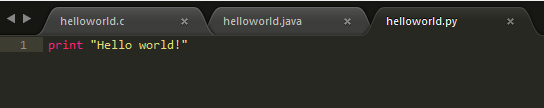 helloworld.c × helloworld.java × helloworld.py ×
1 print "Hello world!"